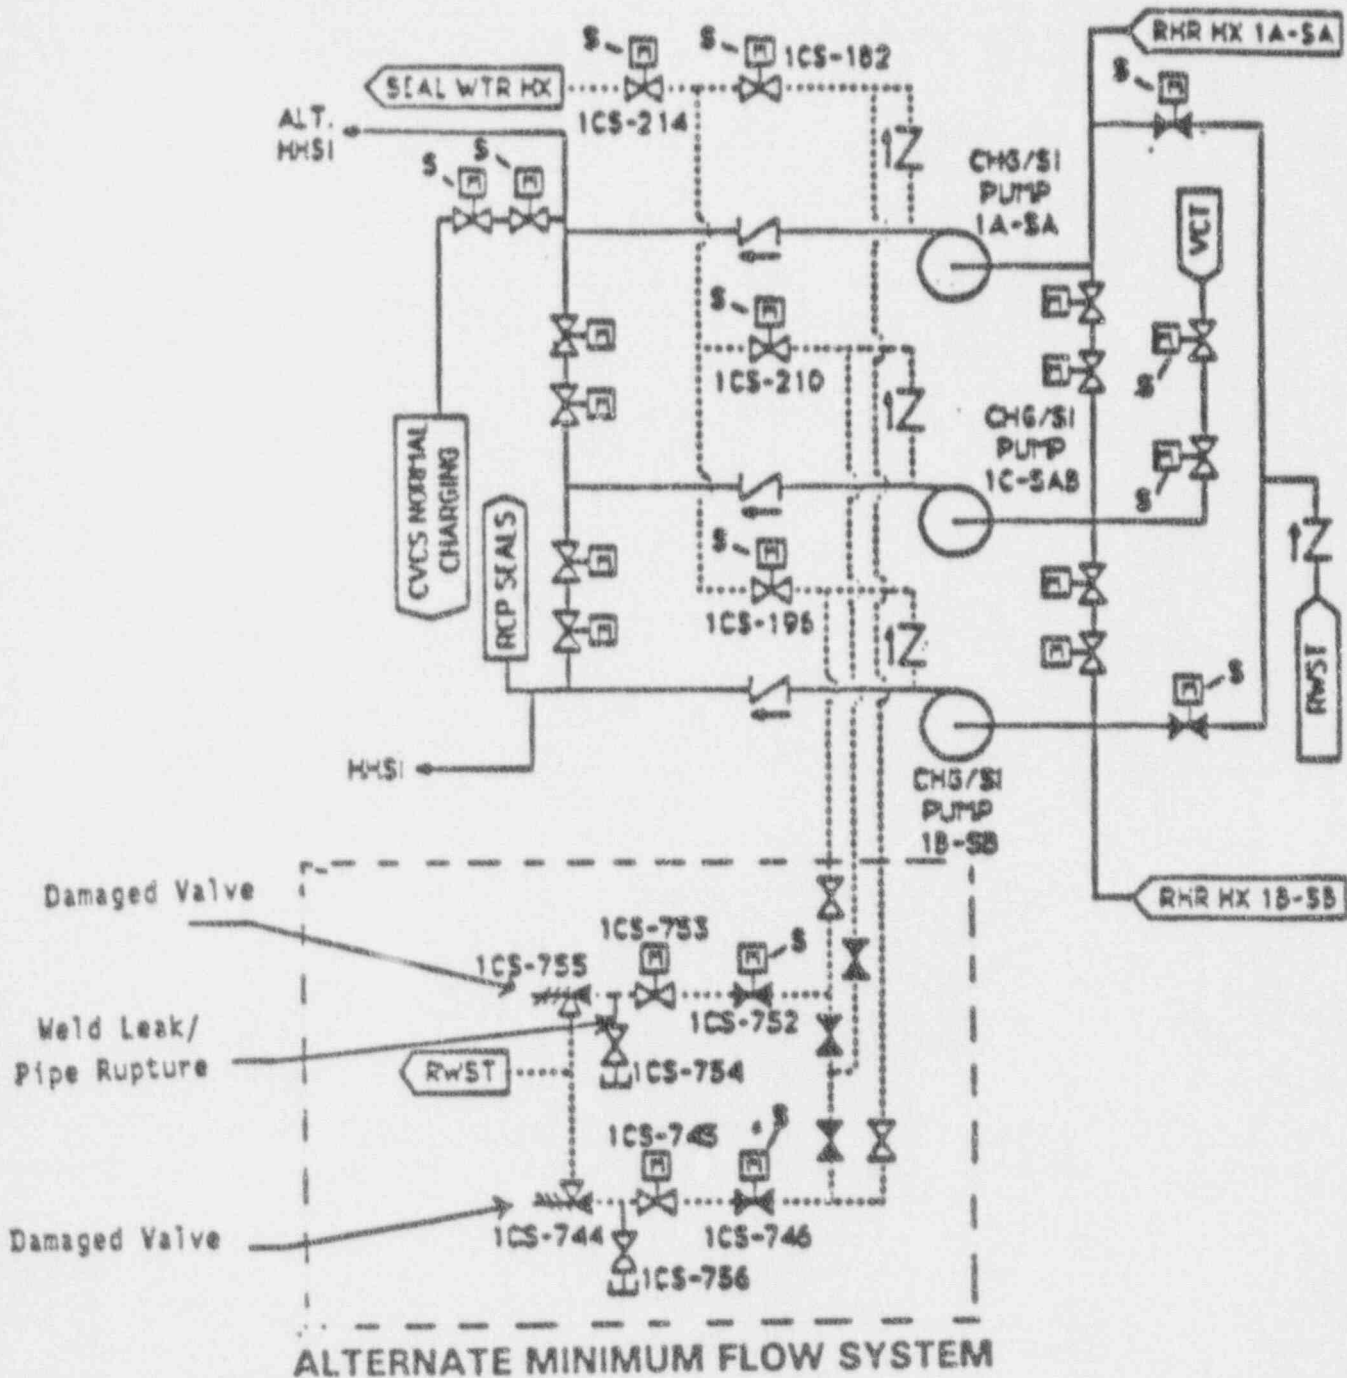 RHR HX 1A-SA
S
S
1CS-182
S
SEAL WTR HX
1CS-214
ALT.
HHSI
S
S
CHG/SI
PUMP
1A-SA
VCT
S
1CS-210
S
CHG/SI
PUMP
1C-SAB
S
CVCS NORMAL
CHARGING
RCP SEALS
S
1CS-196
RWST
S
HHSI
CHG/SI
PUMP
1B-SB
RHR HX 1B-SB
Damaged Valve
1CS-753
S
1CS-755
1CS-752
Weld Leak/
Pipe Rupture
RWST
1CS-754
1CS-745
S
Damaged Valve
1CS-744
1CS-746
1CS-756
ALTERNATE MINIMUM FLOW SYSTEM